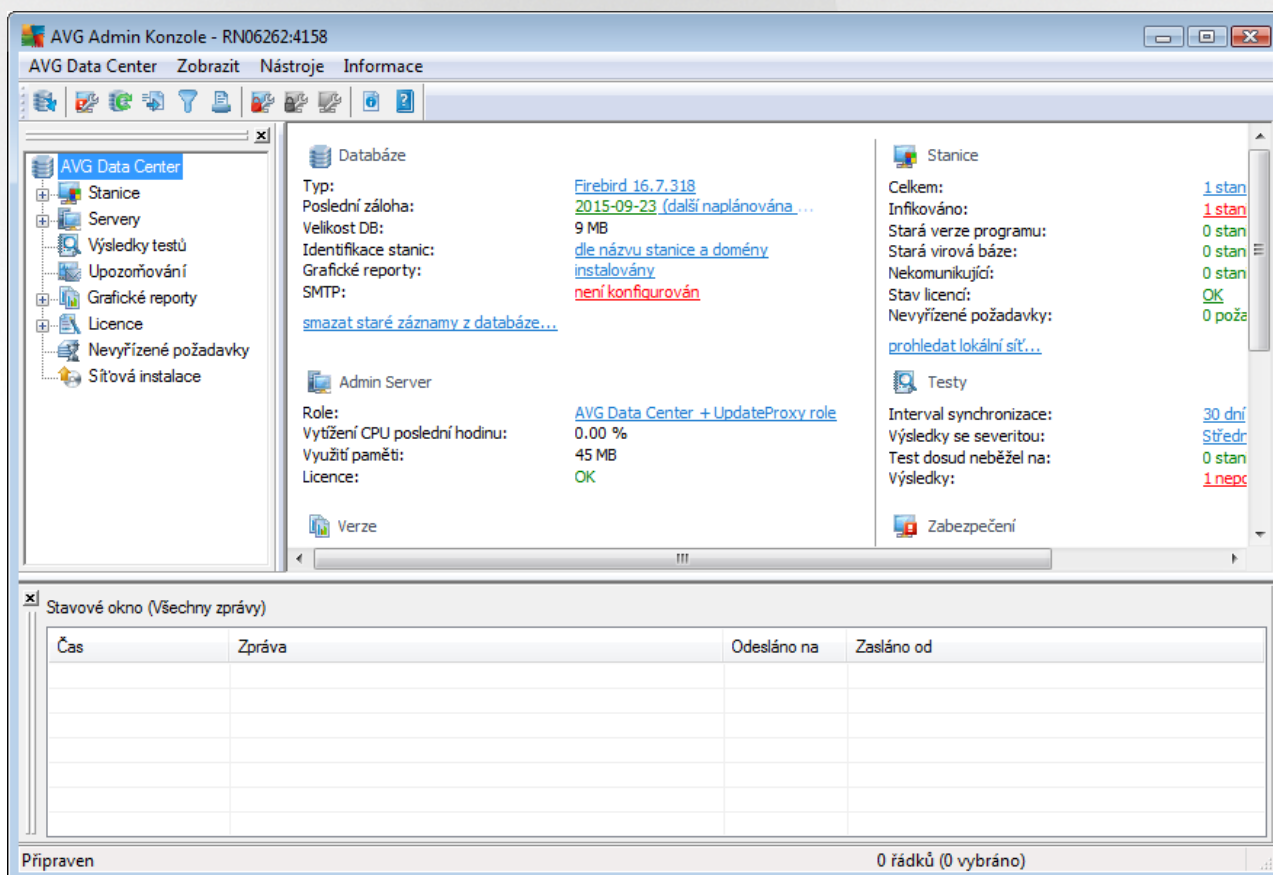 AVG Admin Konzole - RN06262:4158
AVG Data Center Zobrazit Nástroje Informace
AVG Data Center
Stanice
Servery
Výsledky testů
Upozorňování
Grafické reporty
Licence
Nevyřízené požadavky
Síťová instalace
Databáze
Typ: Firebird 16.7.318
Poslední záloha: 2015-09-23 (další naplánována ...
Velikost DB: 9 MB
Identifikace stanic: dle názvu stanice a domény
Grafické reporty: instalovány
SMTP: není konfigurován
smazat staré záznamy z databáze...
Admin Server
Role: AVG Data Center + UpdateProxy role
Vytížení CPU poslední hodinu: 0.00 %
Využití paměti: 45 MB
Licence: OK
Verze
Stanice
Celkem: 1 stan
Infikováno: 1 stan
Stará verze programu: 0 stan
Stará virová báze: 0 stan
Nekomunikující: 0 stan
Stav licencí: OK
Nevyřízené požadavky: 0 poža
prohledat lokální síť...
Testy
Interval synchronizace: 30 dní
Výsledky se severitou: Středn
Test dosud neběžel na: 0 stan
Výsledky: 1 nepo
Zabezpečení
Stavové okno (Všechny zprávy)
Čas Zpráva Odesláno na Zasláno od
Připraven 0 řádků (0 vybráno)